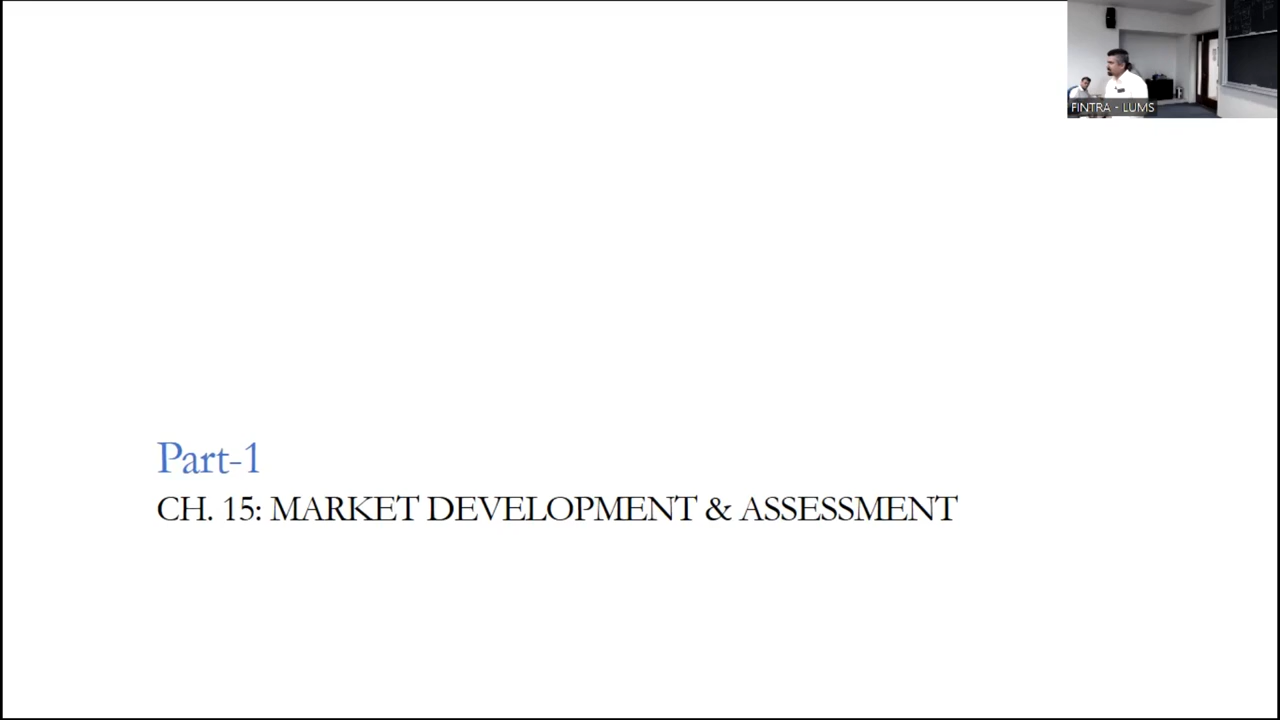 FINTRA - LUMS
Part-1
CH. 15: MARKET DEVELOPMENT & ASSESSMENT